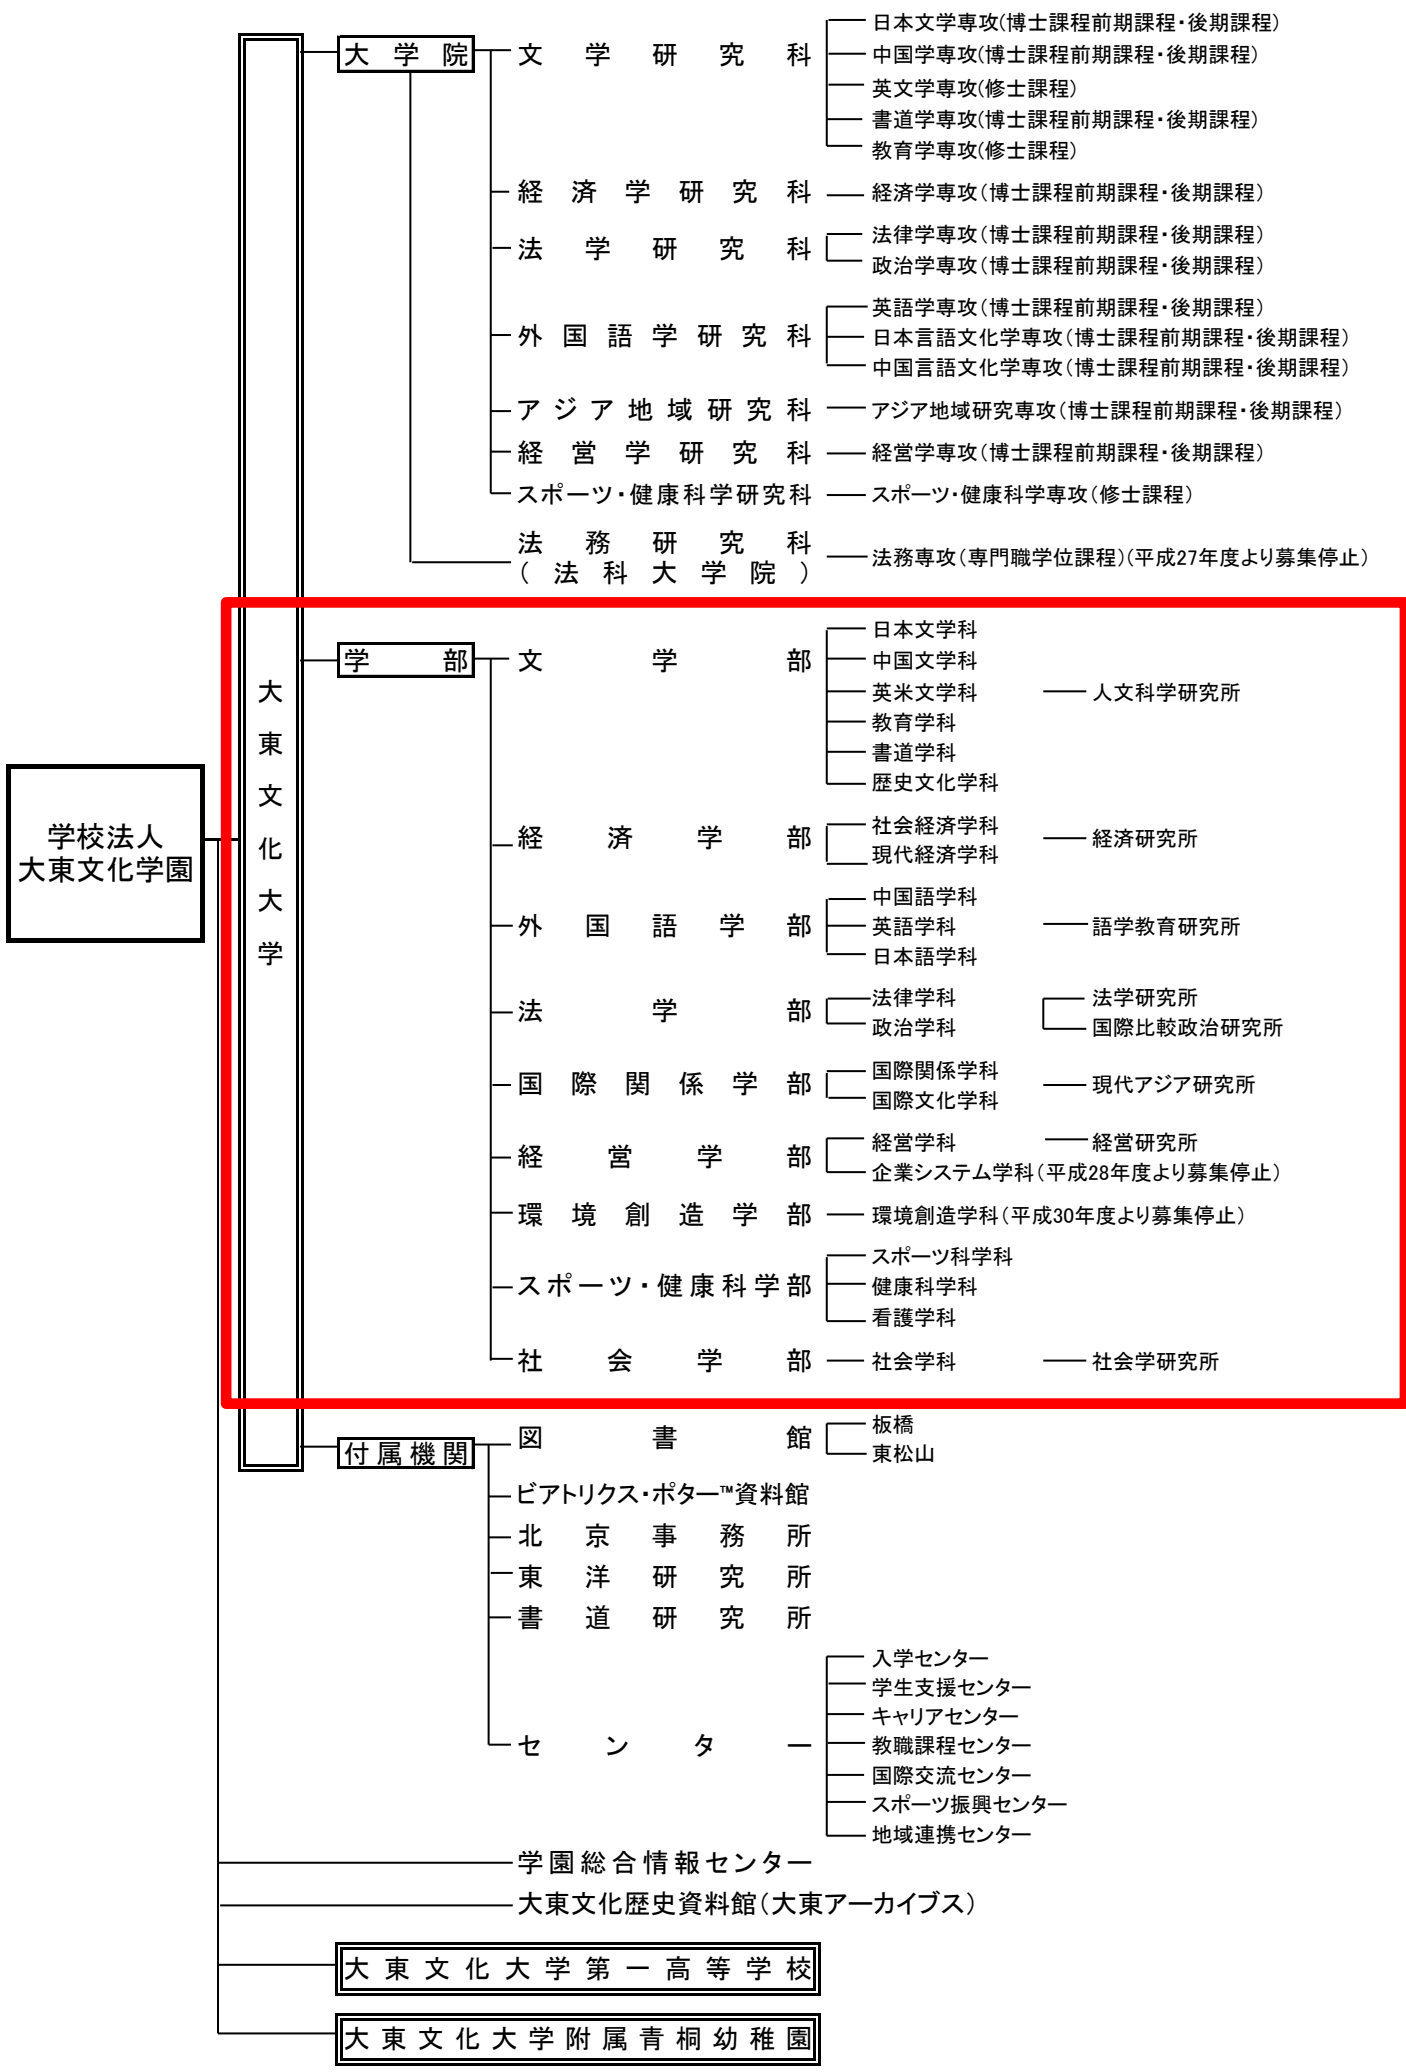 学校法人
大東文化学園
大東文化大学
大学院
文学研究科
日本文学専攻(博士課程前期課程・後期課程)
中国学専攻(博士課程前期課程・後期課程)
英文学専攻(修士課程)
書道学専攻(博士課程前期課程・後期課程)
教育学専攻(修士課程)
経済学研究科
経済学専攻(博士課程前期課程・後期課程)
法学研究科
法律学専攻(博士課程前期課程・後期課程)
政治学専攻(博士課程前期課程・後期課程)
外国語学研究科
英語学専攻(博士課程前期課程・後期課程)
日本言語文化学専攻(博士課程前期課程・後期課程)
中国言語文化学専攻(博士課程前期課程・後期課程)
アジア地域研究科
アジア地域研究専攻(博士課程前期課程・後期課程)
経営学研究科
経営学専攻(博士課程前期課程・後期課程)
スポーツ・健康科学研究科
スポーツ・健康科学専攻(修士課程)
法務研究科
(法科大学院)
法務専攻(専門職学位課程)(平成27年度より募集停止)
学部
文学部
日本文学科
中国文学科
英米文学科
教育学科
書道学科
歴史文化学科
人文科学研究所
経済学部
社会経済学科
現代経済学科
経済研究所
外国語学部
中国語学科
英語学科
日本語学科
語学教育研究所
法学部
法律学科
政治学科
法学研究所
国際比較政治研究所
国際関係学部
国際関係学科
国際文化学科
現代アジア研究所
経営学部
経営学科
経営研究所
企業システム学科(平成28年度より募集停止)
環境創造学部
環境創造学科(平成30年度より募集停止)
スポーツ・健康科学部
スポーツ科学科
健康科学科
看護学科
社会学部
社会学科
社会学研究所
付属機関
図書館
板橋
東松山
ビアトリクス・ポター™資料館
北京事務所
東洋研究所
書道研究所
センター
入学センター
学生支援センター
キャリアセンター
教職課程センター
国際交流センター
スポーツ振興センター
地域連携センター
学園総合情報センター
大東文化歴史資料館(大東アーカイブス)
大東文化大学第一高等学校
大東文化大学附属青桐幼稚園